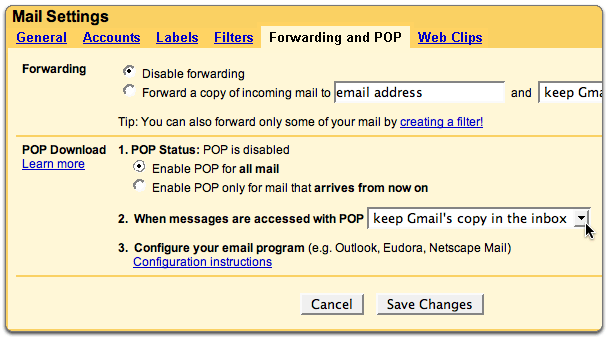 Mail Settings
General Accounts Labels Filters Forwarding and POP Web Clips
Forwarding Disable forwarding
Forward a copy of incoming mail to email address and keep Gma
Tip: You can also forward only some of your mail by creating a filter!
POP Download 1. POP Status: POP is disabled
Learn more Enable POP for all mail
Enable POP only for mail that arrives from now on
2. When messages are accessed with POP keep Gmail's copy in the inbox
3. Configure your email program (e.g. Outlook, Eudora, Netscape Mail)
Configuration instructions
Cancel Save Changes